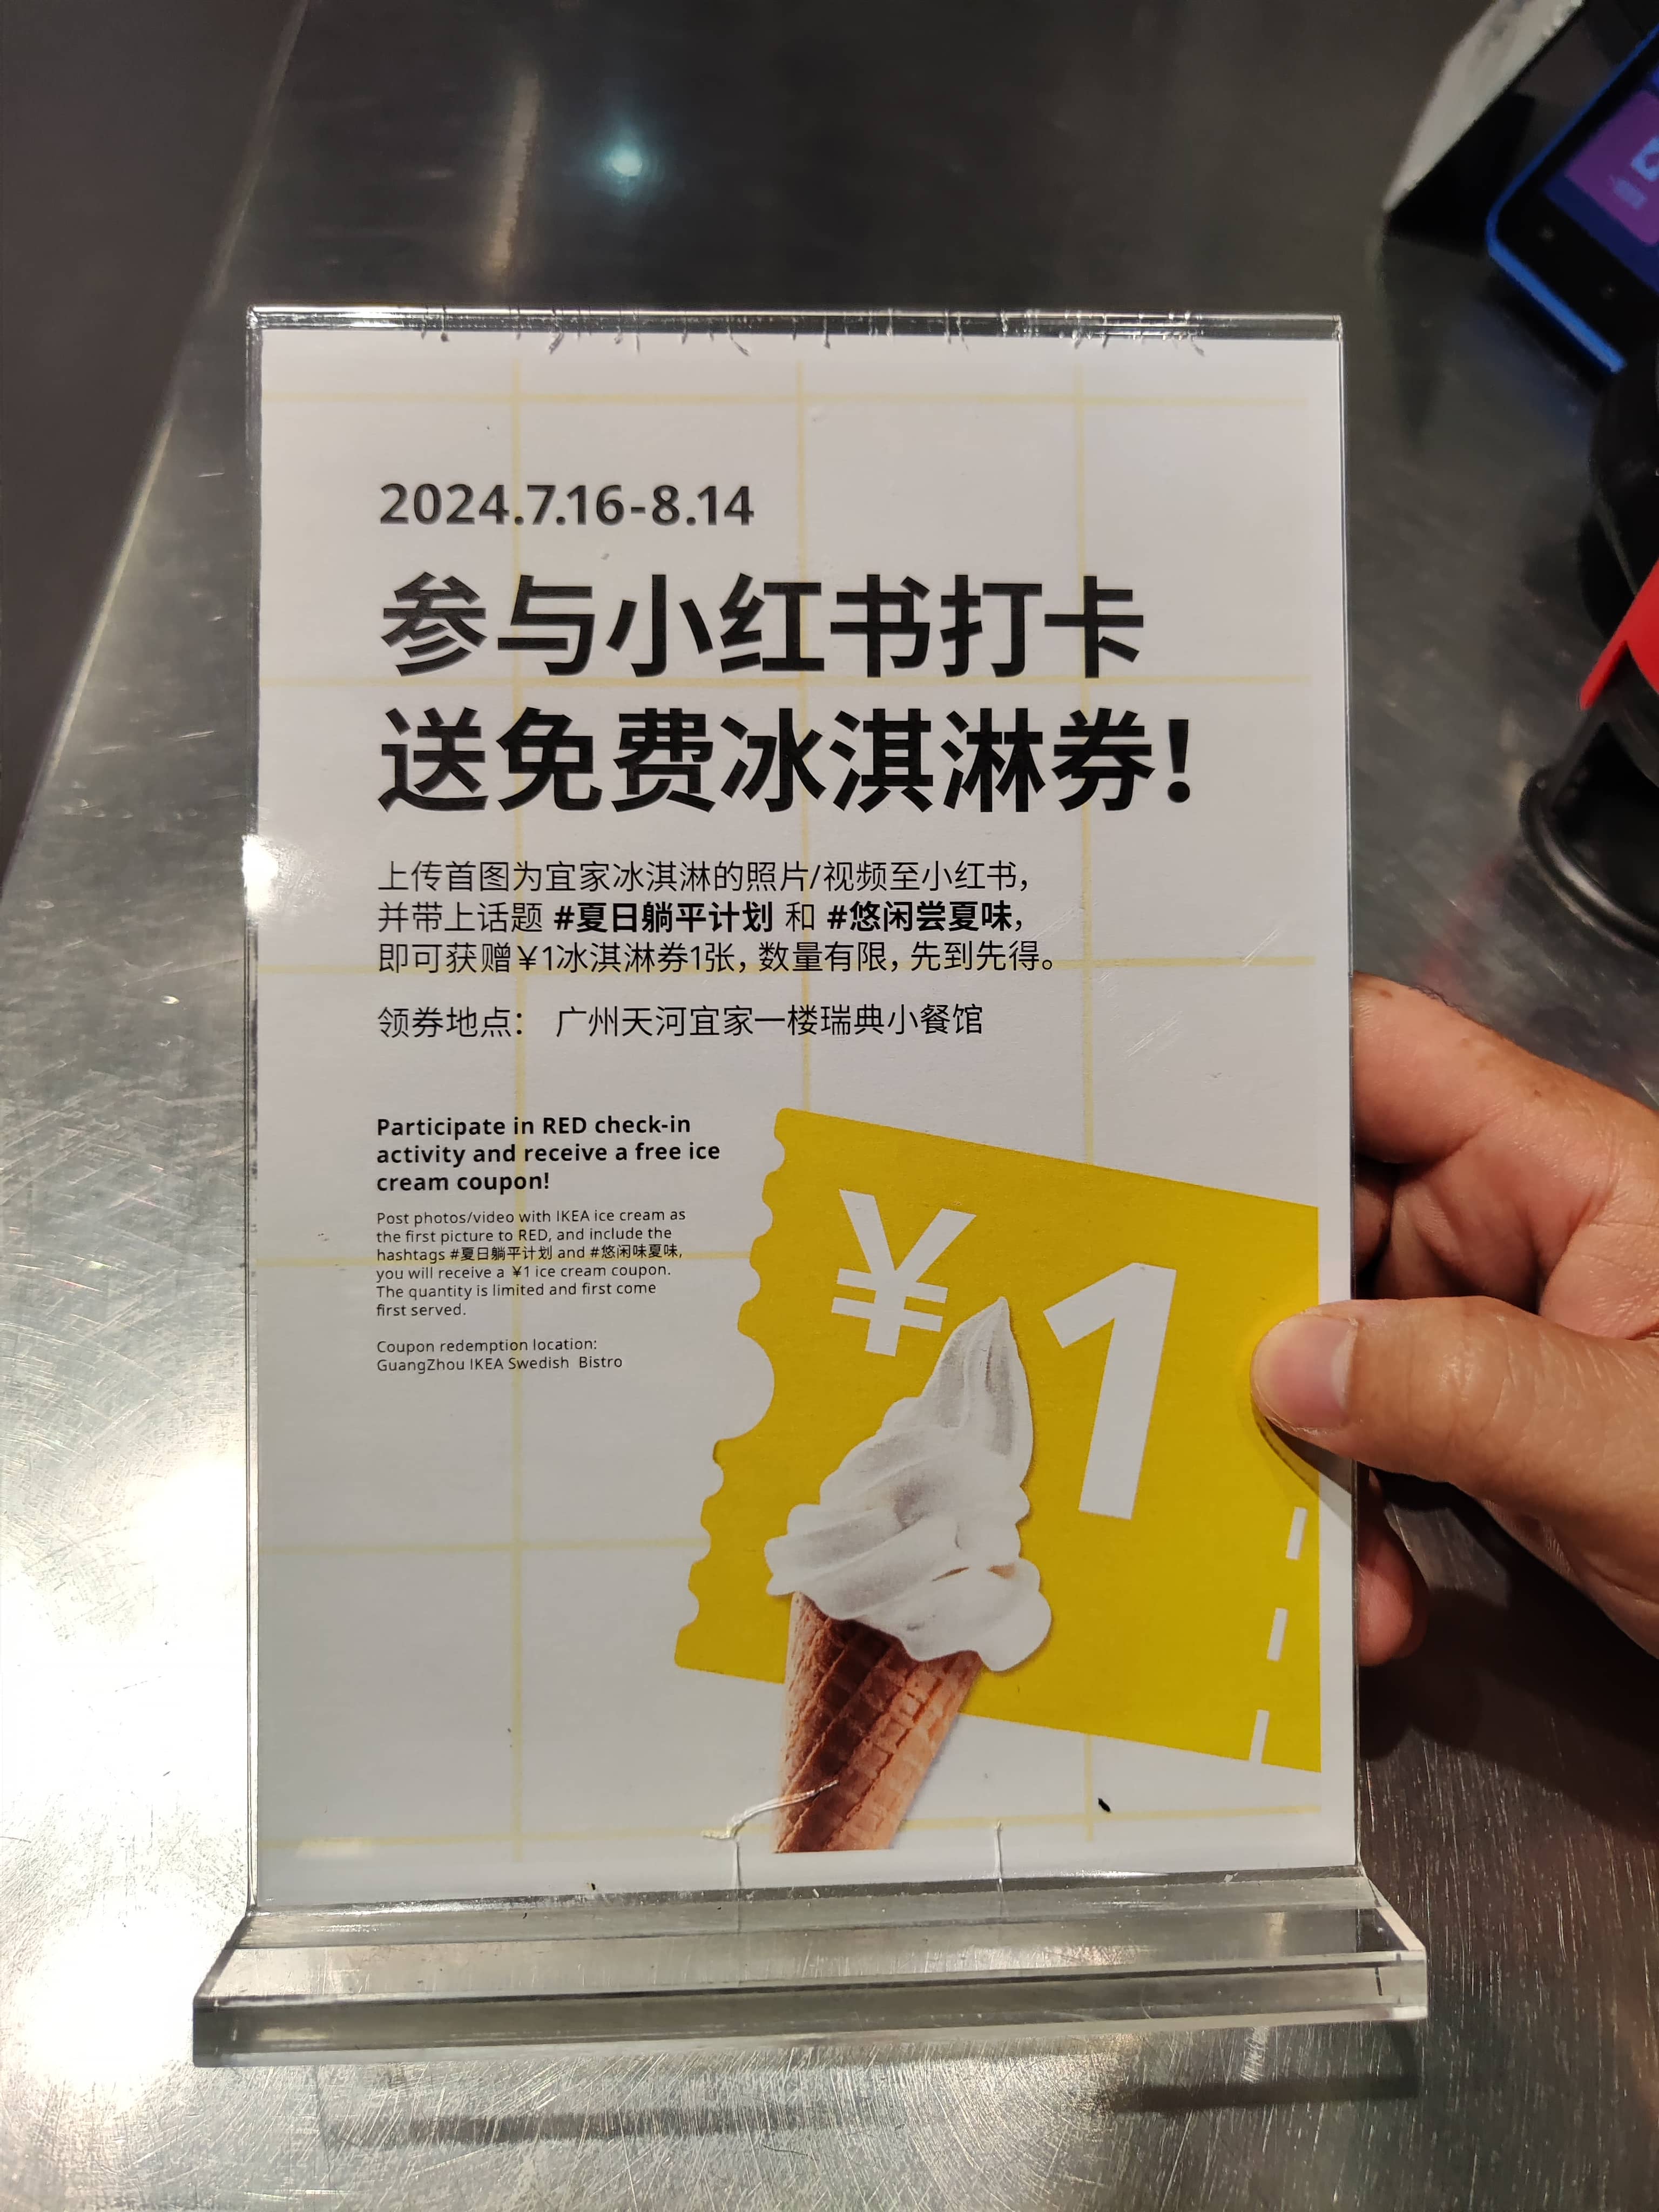 2024.7.16-8.14
参与小红书打卡
送免费冰淇淋券!
上传首图为宜家冰淇淋的照片/视频至小红书,
并带上话题 #夏日躺平计划 和 #悠闲尝夏味,
即可获赠¥1冰淇淋券1张, 数量有限, 先到先得。
领券地点: 广州天河宜家一楼瑞典小餐馆
Participate in RED check-in
activity and receive a free ice
cream coupon!
Post photos/video with IKEA ice cream as
the first picture to RED, and include the
hashtags #夏日躺平计划 and #悠闲味夏味,
you will receive a ¥1 ice cream coupon.
The quantity is limited and first come
first served.
Coupon redemption location:
GuangZhou IKEA Swedish Bistro
¥1